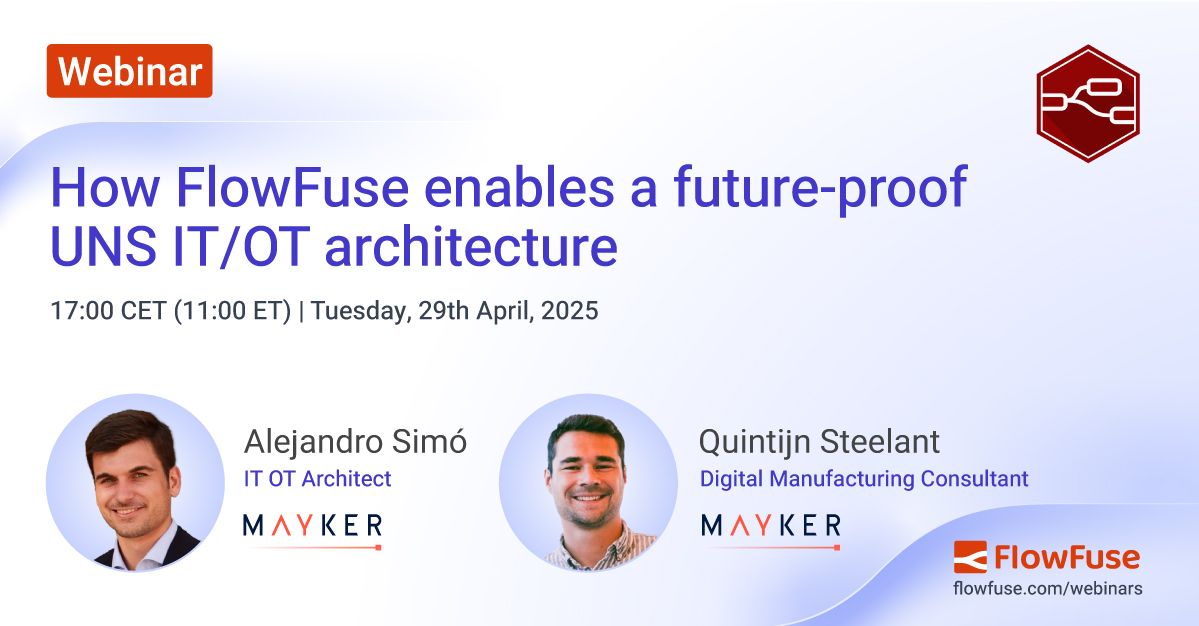 Webinar
How FlowFuse enables a future-proof
UNS IT/OT architecture
17:00 CET (11:00 ET) | Tuesday, 29th April, 2025
Alejandro Simó
IT OT Architect
MAYKER
Quintijn Steelant
Digital Manufacturing Consultant
MAYKER
FlowFuse
flowfuse.com/webinars